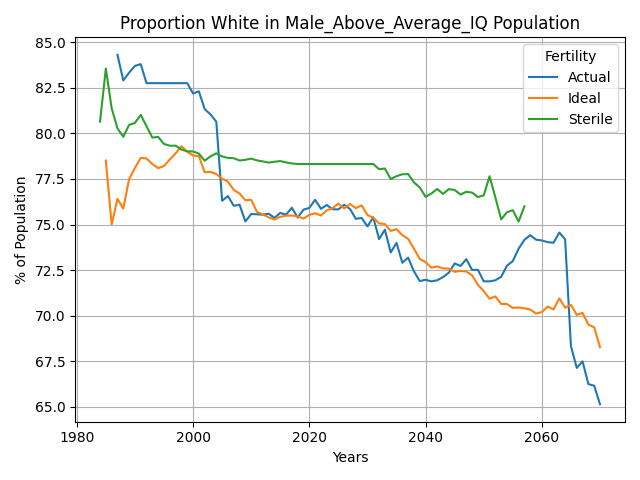 Proportion White in Male_Above_Average_IQ Population
% of Population
85.0
82.5
80.0
77.5
75.0
72.5
70.0
67.5
65.0
1980
2000
2020
2040
2060
Years
Fertility
Actual
Ideal
Sterile